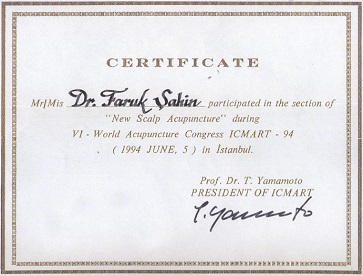 CERTIFICATE
Mr|Mis Dr. Faruk Şahin participated in the section of
"New Scalp Acupuncture" during
VI - World Acupuncture Congress ICMART - 94
( 1994 JUNE, 5 ) in İstanbul.
Prof. Dr. T. Yamamoto
PRESIDENT OF ICMART
T. Yamamoto